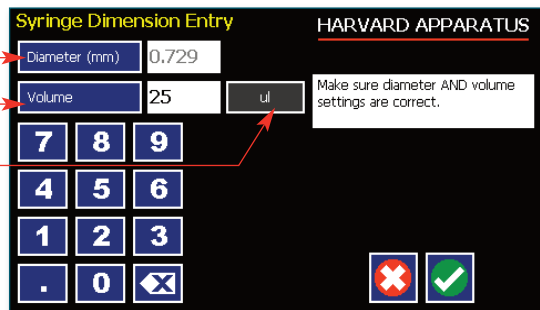 Syringe Dimension Entry
HARVARD APPARATUS
Diameter (mm) 0.729
Volume 25 ul
Make sure diameter AND volume
settings are correct.
7 8 9
4 5 6
1 2 3
. 0